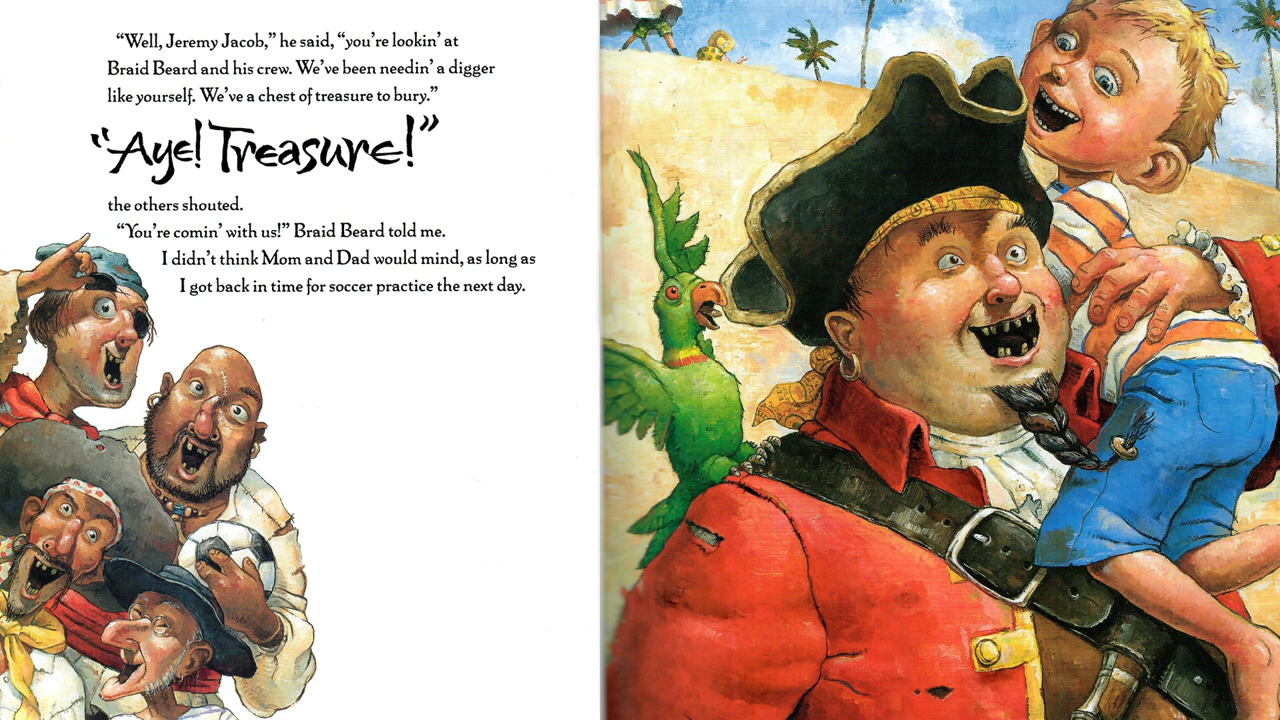 “Well, Jeremy Jacob,” he said, “you’re lookin’ at
Braid Beard and his crew. We’ve been needin’ a digger
like yourself. We’ve a chest of treasure to bury.”
“Aye! Treasure!”
the others shouted.
“You’re comin’ with us!” Braid Beard told me.
I didn’t think Mom and Dad would mind, as long as
I got back in time for soccer practice the next day.